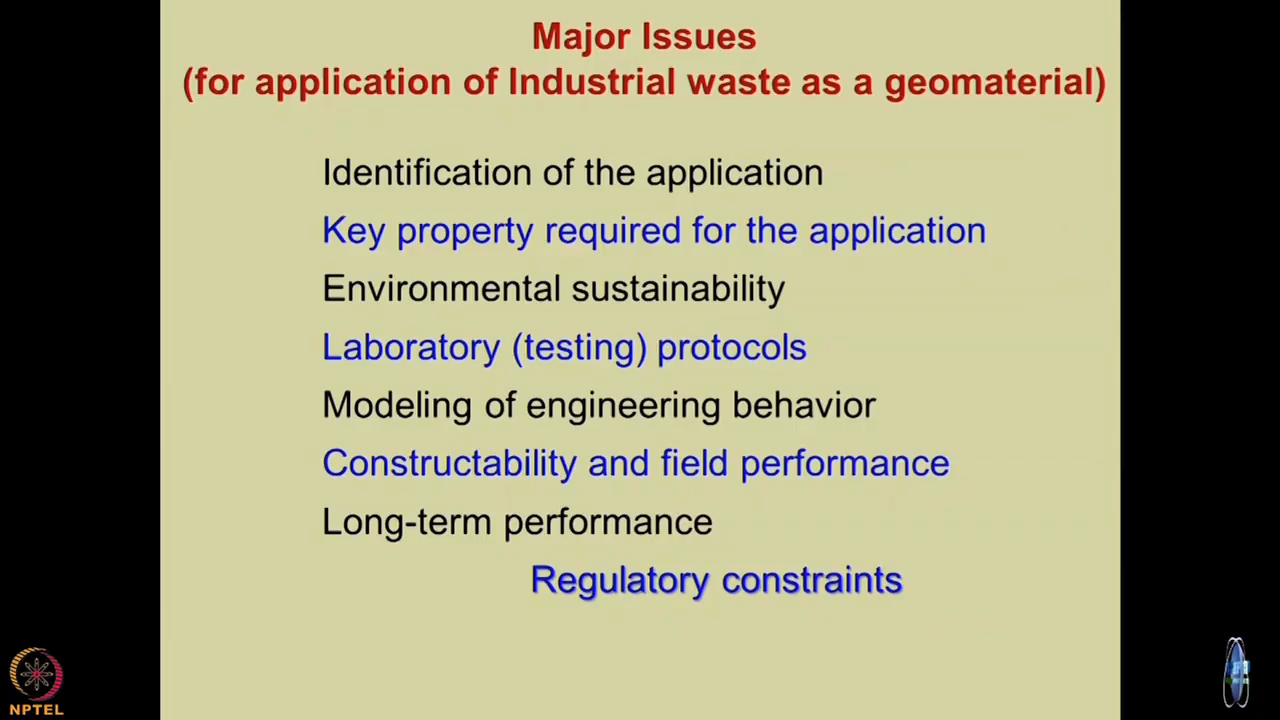 Major Issues
(for application of Industrial waste as a geomaterial)
Identification of the application
Key property required for the application
Environmental sustainability
Laboratory (testing) protocols
Modeling of engineering behavior
Constructability and field performance
Long-term performance
Regulatory constraints
NPTEL